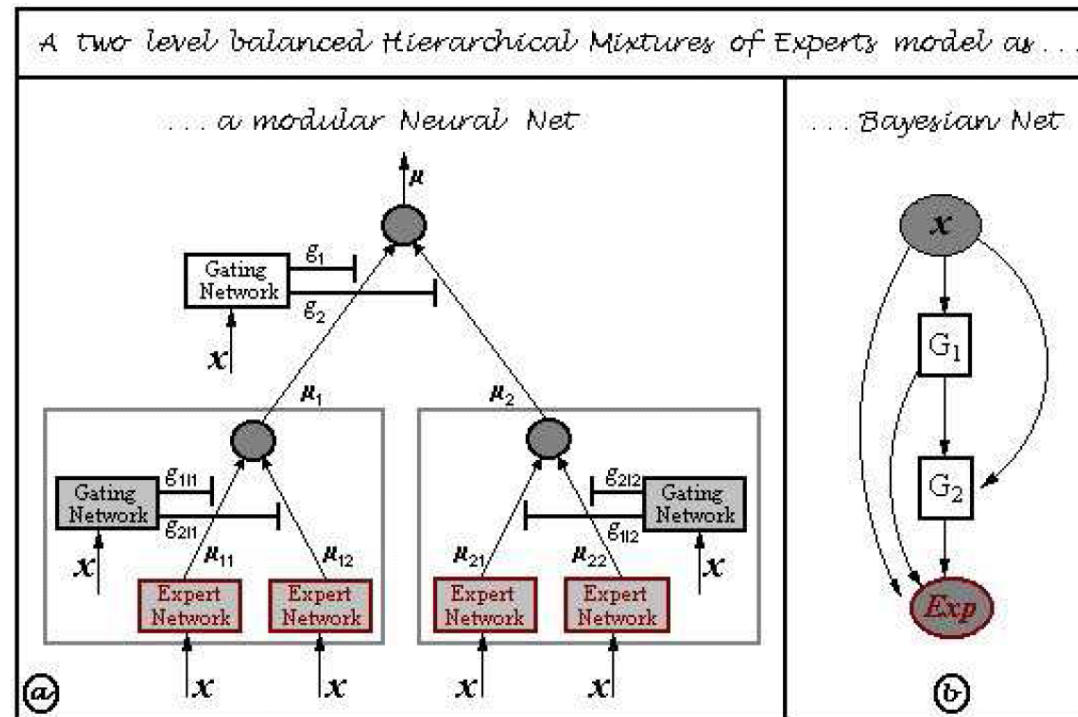 A two level balanced Hierarchical Mixtures of Experts model as ...
... a modular Neural Net
... Bayesian Net
μ
Gating
Network
g1
g2
x
μ1
μ2
Gating
Network
g1|1
g2|1
x
μ11
μ12
Expert
Network
Expert
Network
x
x
g2|2
g1|2
Gating
Network
x
μ21
μ22
Expert
Network
Expert
Network
x
x
a
x
G1
G2
Exp
b